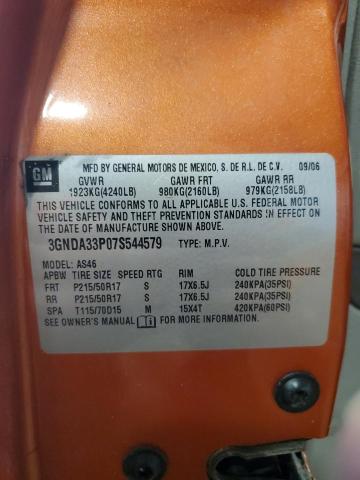 GM
MFD BY GENERAL MOTORS DE MEXICO, S. DE R.L. DE C.V. 09/06
GVWR GAWR FRT GAWR RR
1923KG(4240LB) 980KG(2160LB) 979KG(2158LB)
THIS VEHICLE CONFORMS TO ALL APPLICABLE U.S. FEDERAL MOTOR
VEHICLE SAFETY AND THEFT PREVENTION STANDARDS IN EFFECT ON
THE DATE OF MANUFACTURE SHOWN ABOVE.
3GNDA33P07S544579 TYPE: M.P.V.
MODEL: AS46
APBW TIRE SIZE SPEED RTG RIM COLD TIRE PRESSURE
FRT P215/50R17 S 17X6.5J 240KPA(35PSI)
RR P215/50R17 S 17X6.5J 240KPA(35PSI)
SPA T115/70D15 M 15X4T 420KPA(60PSI)
SEE OWNER'S MANUAL FOR MORE INFORMATION.